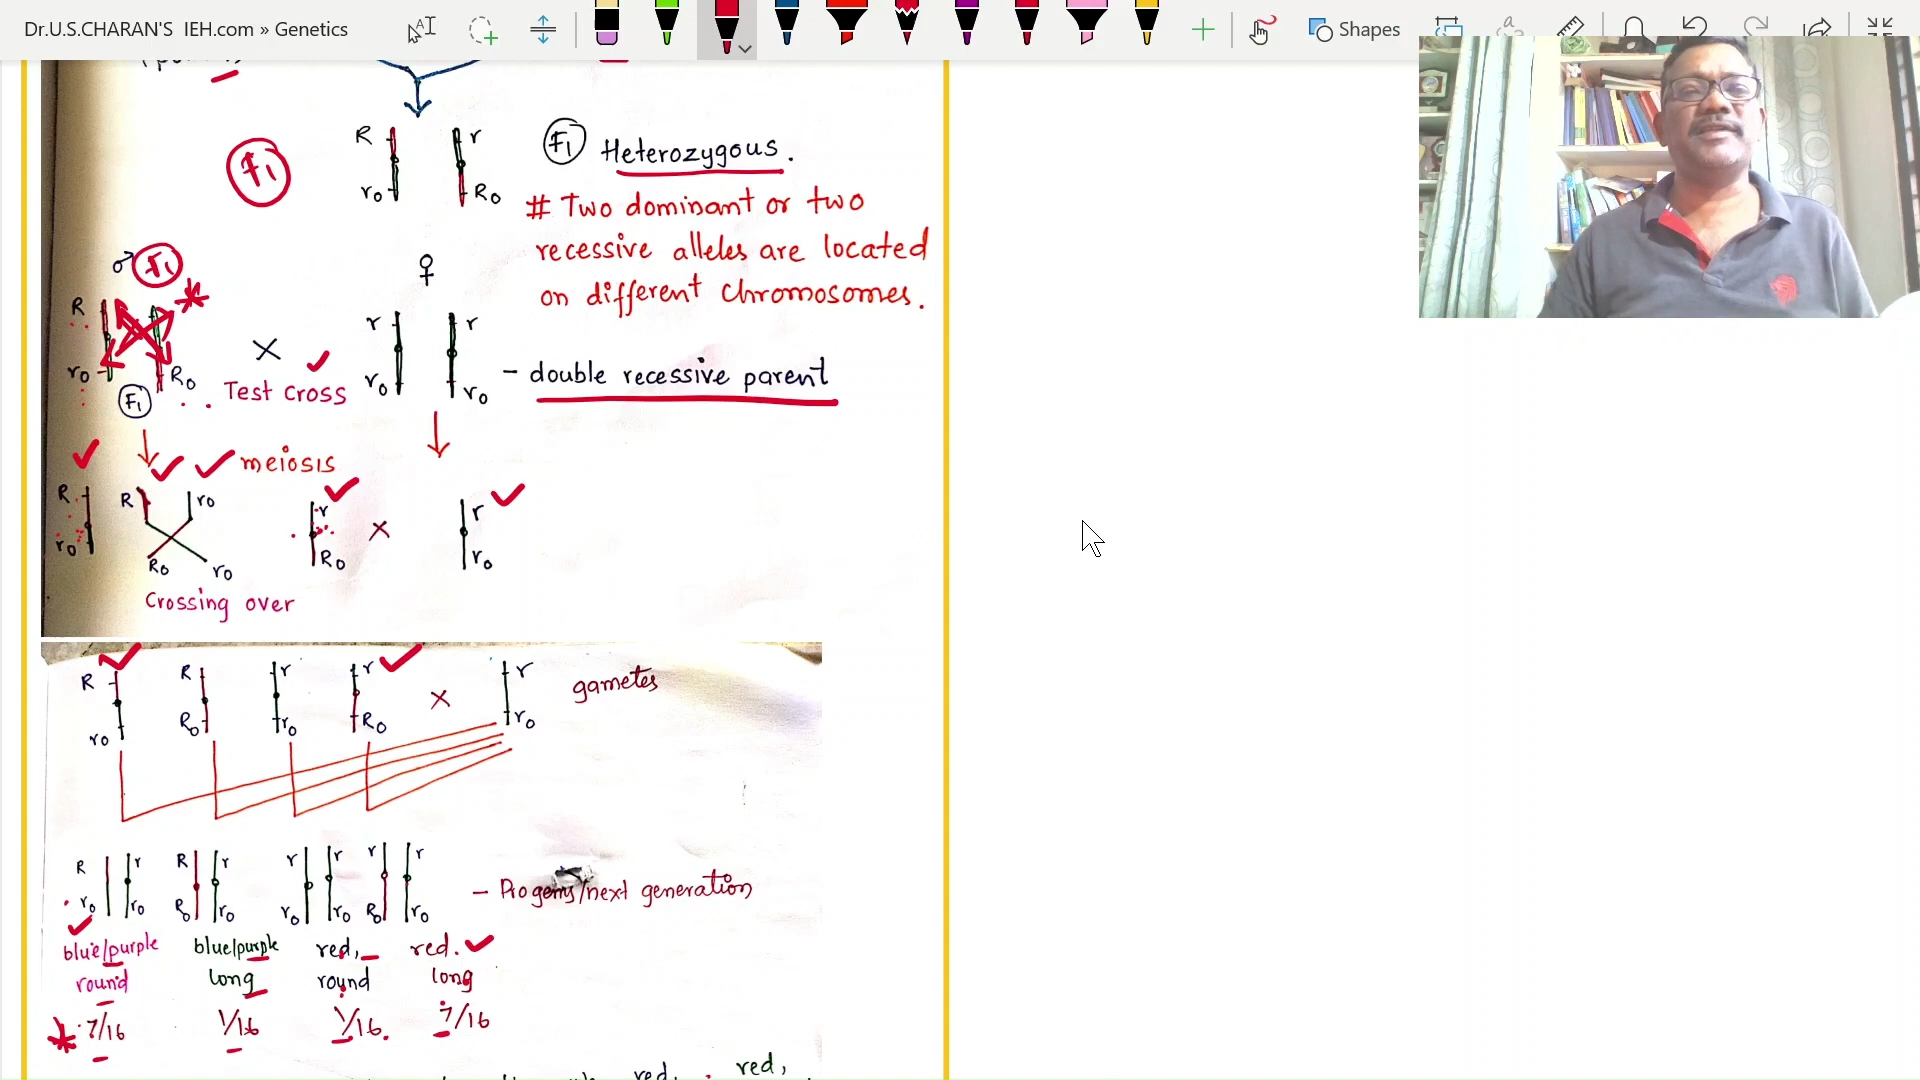 Dr.U.S.CHARAN'S IEH.com » Genetics
Shapes
F1
R r
ro Ro
F1 Heterozygous.
# Two dominant or two
recessive alleles are located
on different chromosomes.
♂ F1
♀
R
ro Ro
F1
×
Test cross
r r
ro ro
- double recessive parent
meiosis
R R ro r × r
ro Ro ro Ro ro
Crossing over
R R r r × r gametes
ro Ro ro Ro ro
R r R r r r r r
ro ro Ro ro ro ro Ro ro
- Progeny/next generation
blue/purple blue/purple red, red.
round long round long
7/16 1/16 1/16. 7/16
red, red,